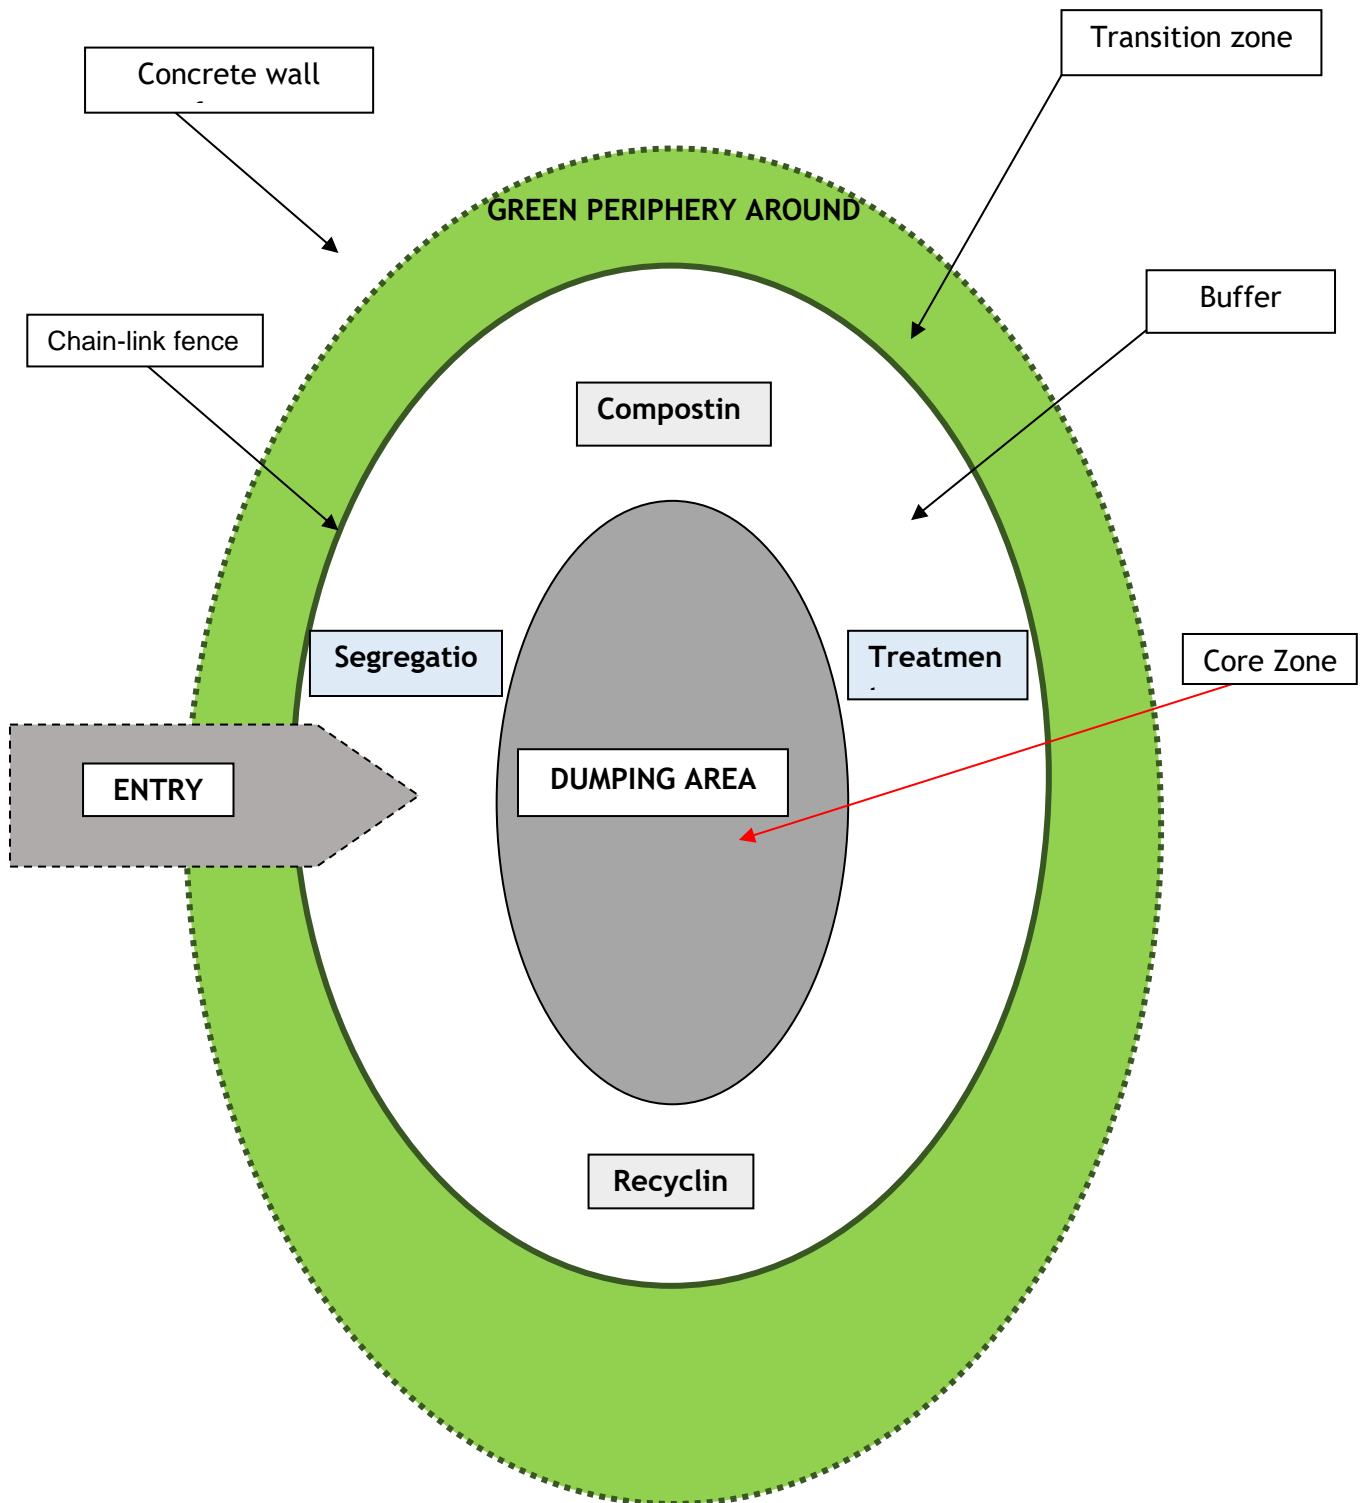 Transition zone
Concrete wall
GREEN PERIPHERY AROUND
Buffer
Chain-link fence
Compostin
Segregatio
Treatmen
Core Zone
DUMPING AREA
ENTRY
Recyclin